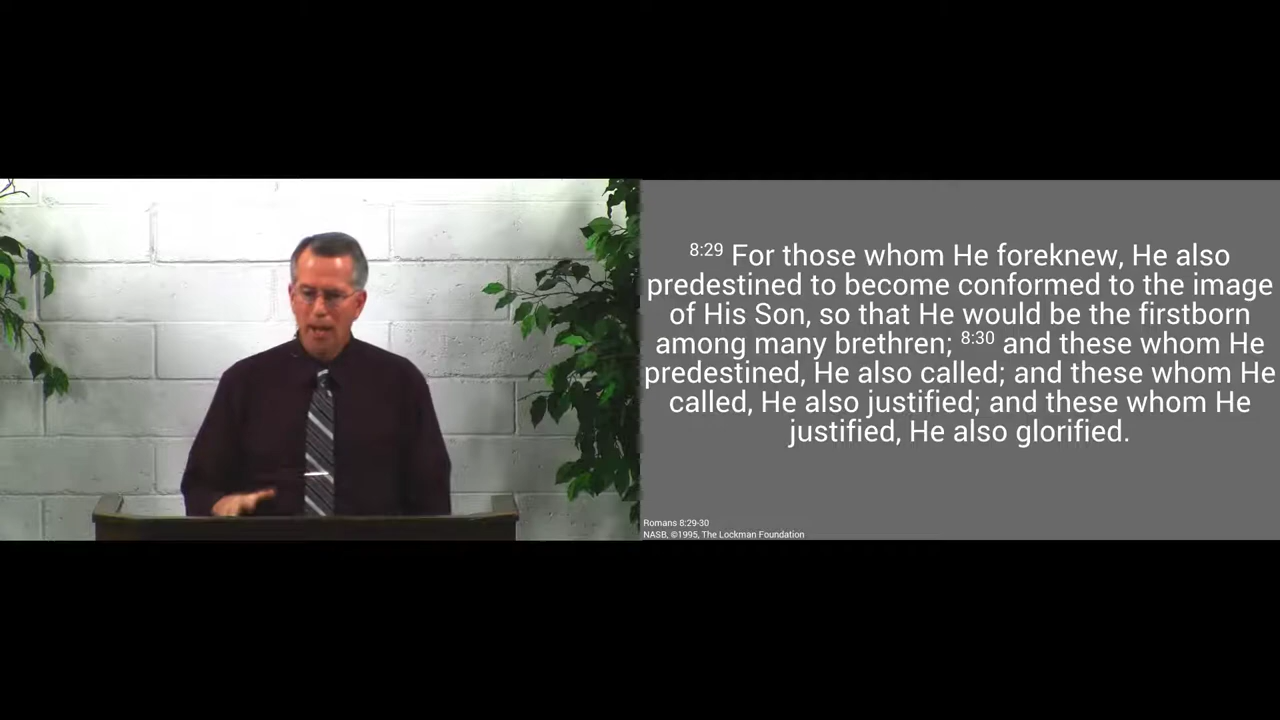 8:29 For those whom He foreknew, He also
predestined to become conformed to the image
of His Son, so that He would be the firstborn
among many brethren; 8:30 and these whom He
predestined, He also called; and these whom He
called, He also justified; and these whom He
justified, He also glorified.
Romans 8:29-30
NASB, ©1995, The Lockman Foundation